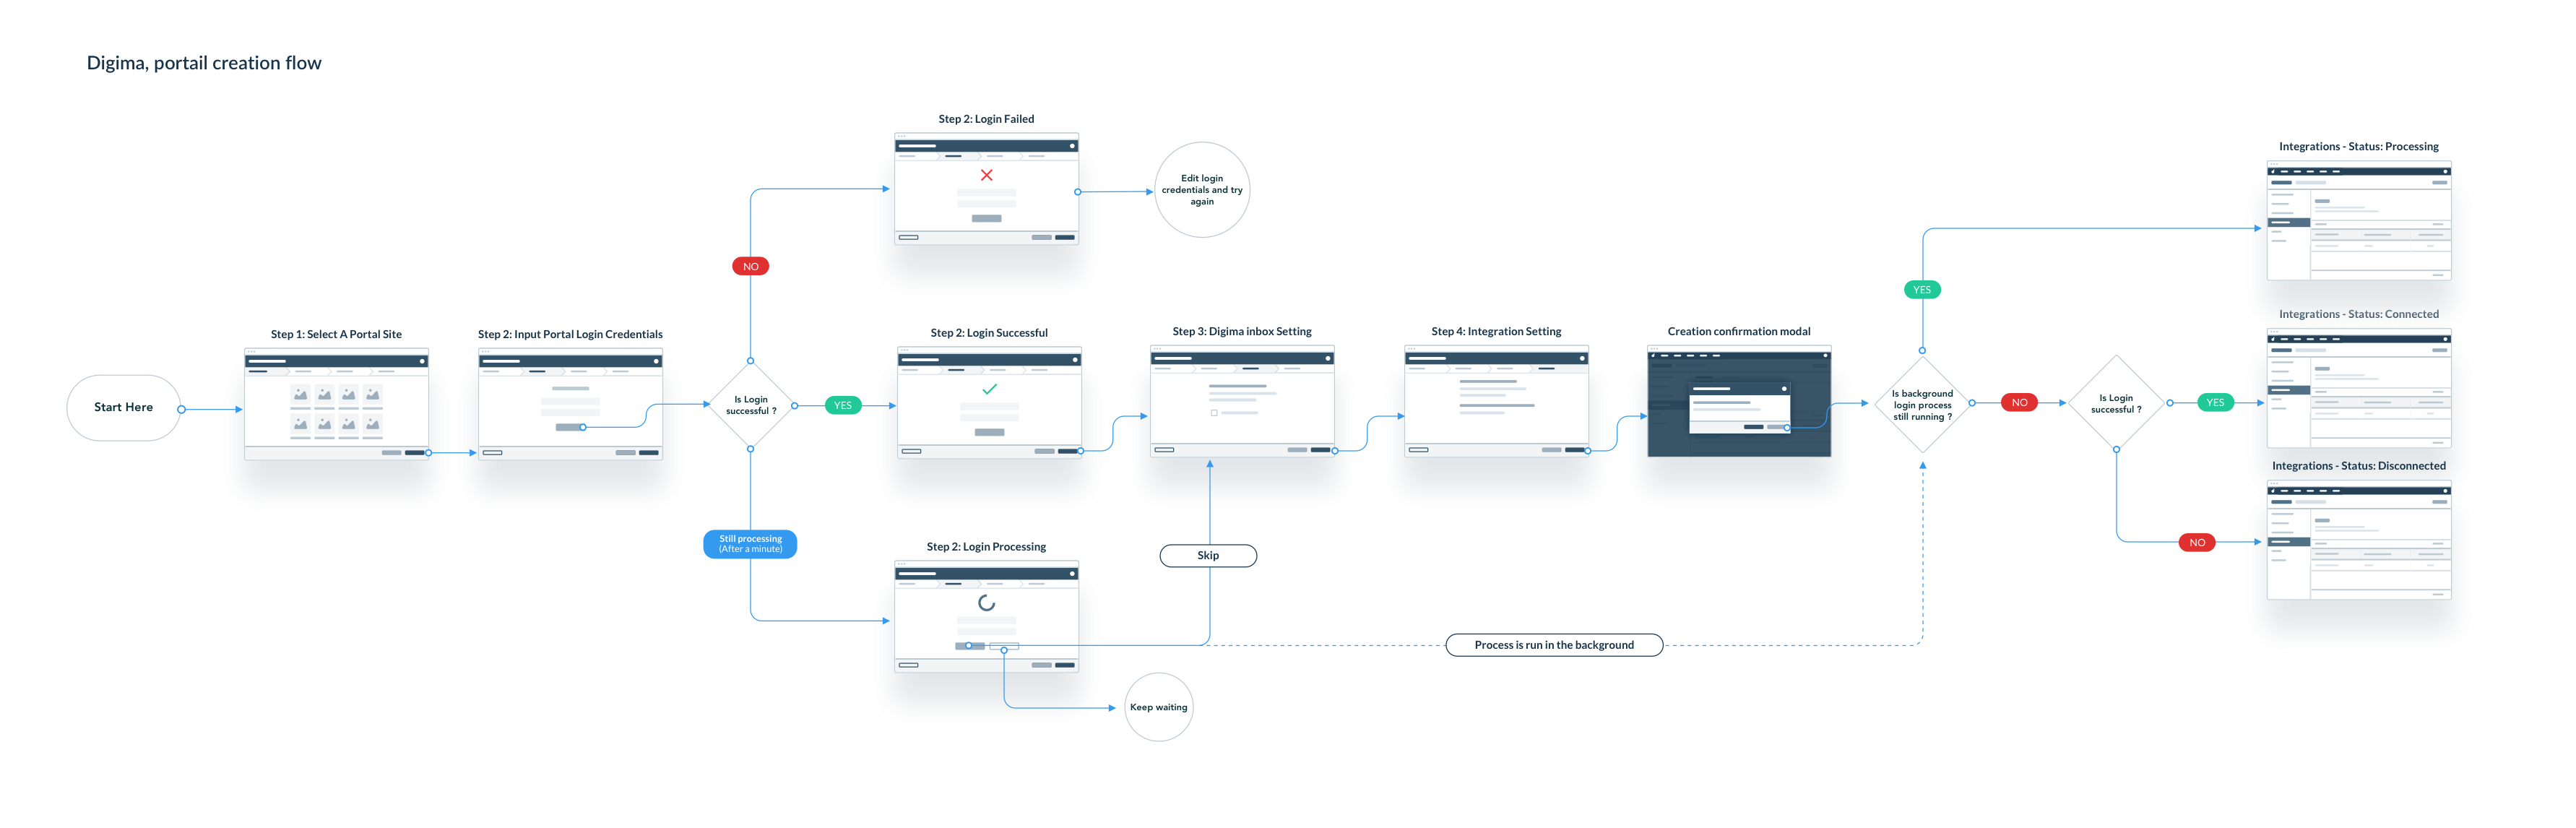 Digima, portail creation flow
Step 2: Login Failed
Edit login
credentials and try
again
Integrations - Status: Processing
NO
YES
Integrations - Status: Connected
Step 1: Select A Portal Site
Step 2: Input Portal Login Credentials
Step 2: Login Successful
Step 3: Digima inbox Setting
Step 4: Integration Setting
Creation confirmation modal
Start Here
Is Login
successful ?
YES
Is background
login process
still running ?
NO
Is Login
successful ?
YES
Integrations - Status: Disconnected
Still processing
(After a minute)
Step 2: Login Processing
Skip
NO
Process is run in the background
Keep waiting